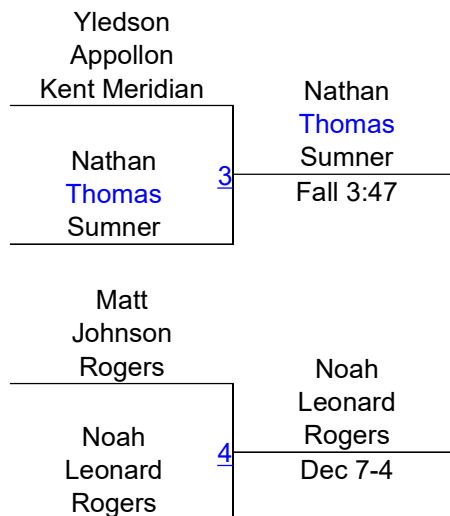 Yledson
Appollon
Kent Meridian
Nathan
Thomas
Sumner
3
Nathan
Thomas
Sumner
Fall 3:47
Matt
Johnson
Rogers
Noah
Leonard
Rogers
4
Noah
Leonard
Rogers
Dec 7-4